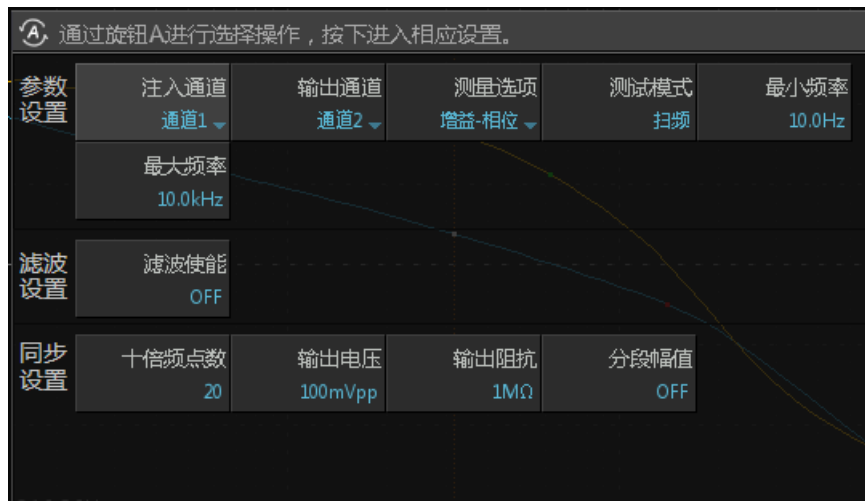 A 通过旋钮A进行选择操作，按下进入相应设置。
参数
设置
注入通道
通道1
输出通道
通道2
测量选项
增益-相位
测试模式
扫频
最小频率
10.0Hz
最大频率
10.0kHz
滤波
设置
滤波使能
OFF
同步
设置
十倍频点数
20
输出电压
100mVpp
输出阻抗
1MΩ
分段幅值
OFF